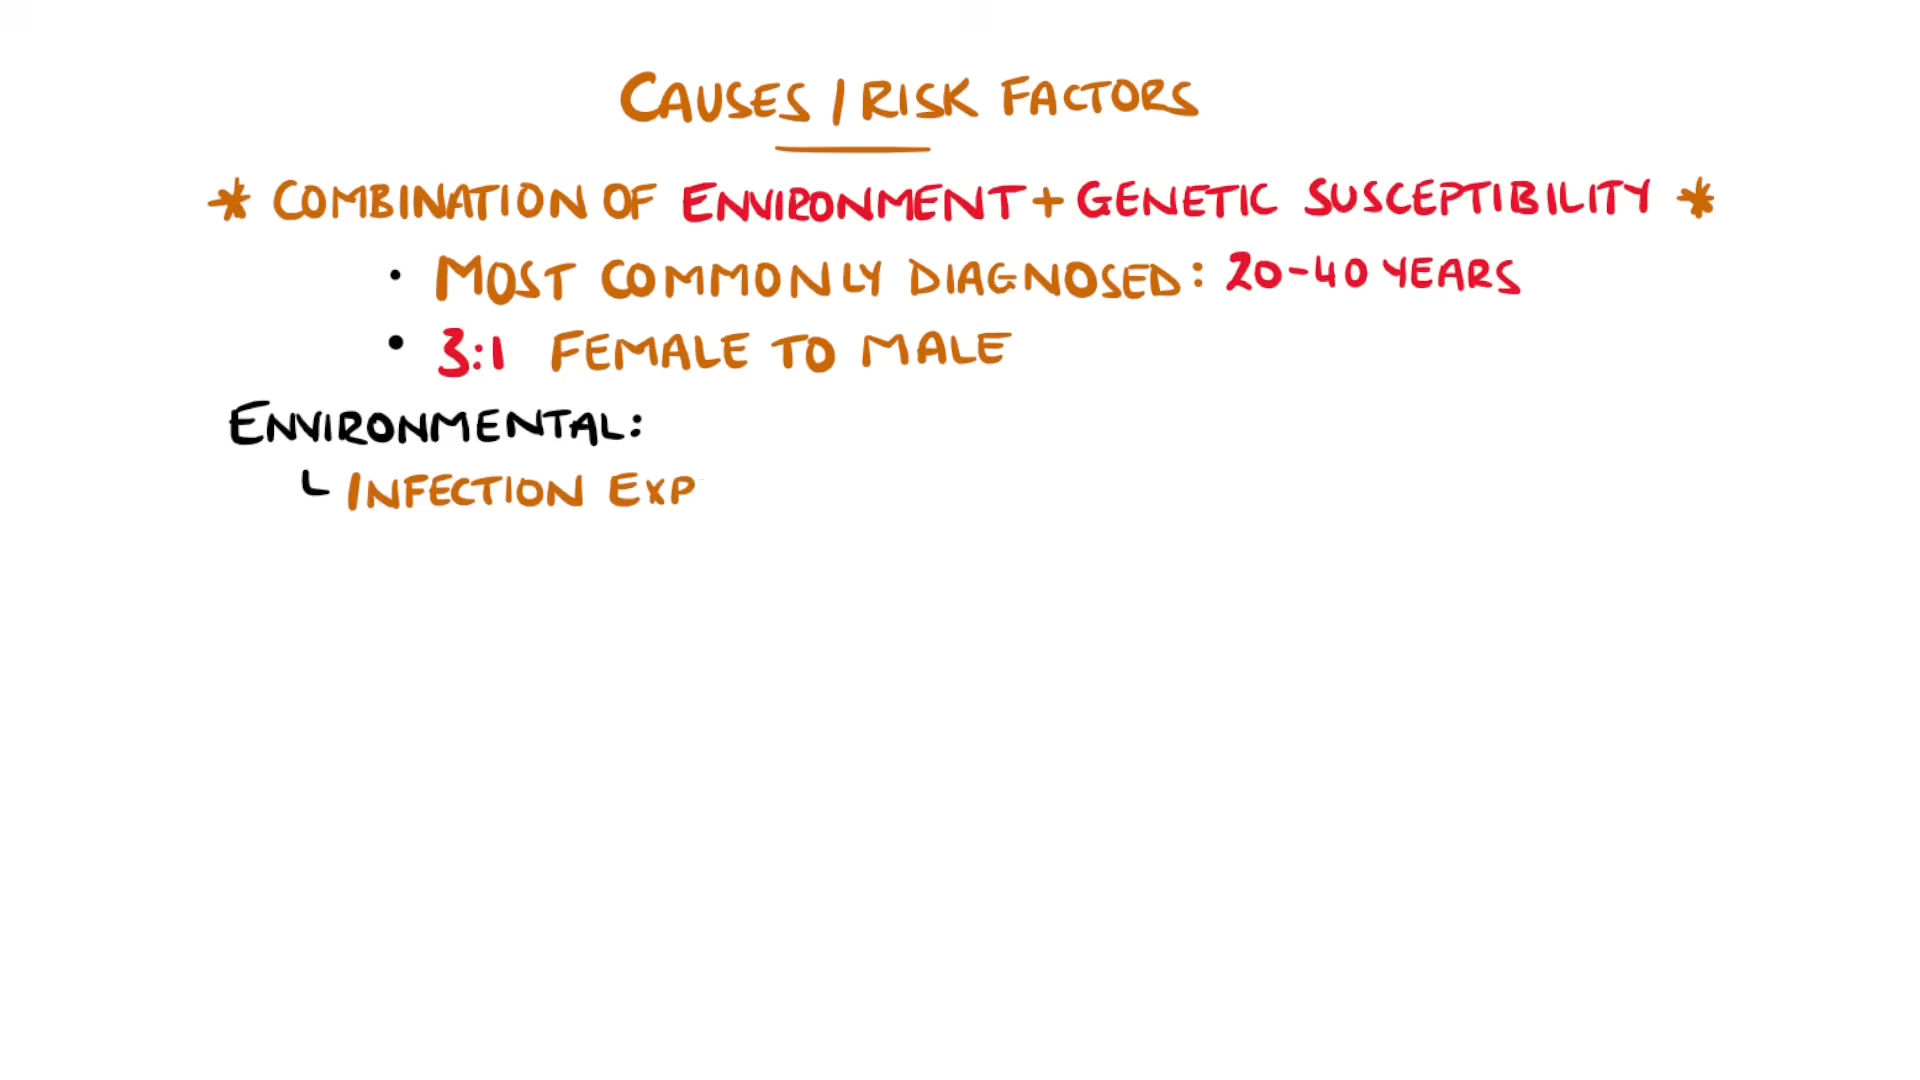 CAUSES / RISK FACTORS
* COMBINATION OF ENVIRONMENT + GENETIC SUSCEPTIBILITY *
• MOST COMMONLY DIAGNOSED: 20-40 YEARS
• 3:1 FEMALE TO MALE
ENVIRONMENTAL:
INFECTION EXP